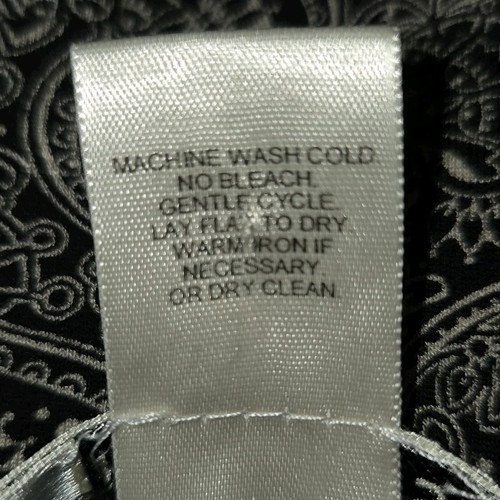 MACHINE WASH COLD.
NO BLEACH.
GENTLE CYCLE.
LAY FLAT TO DRY.
WARM IRON IF
NECESSARY.
OR DRY CLEAN.